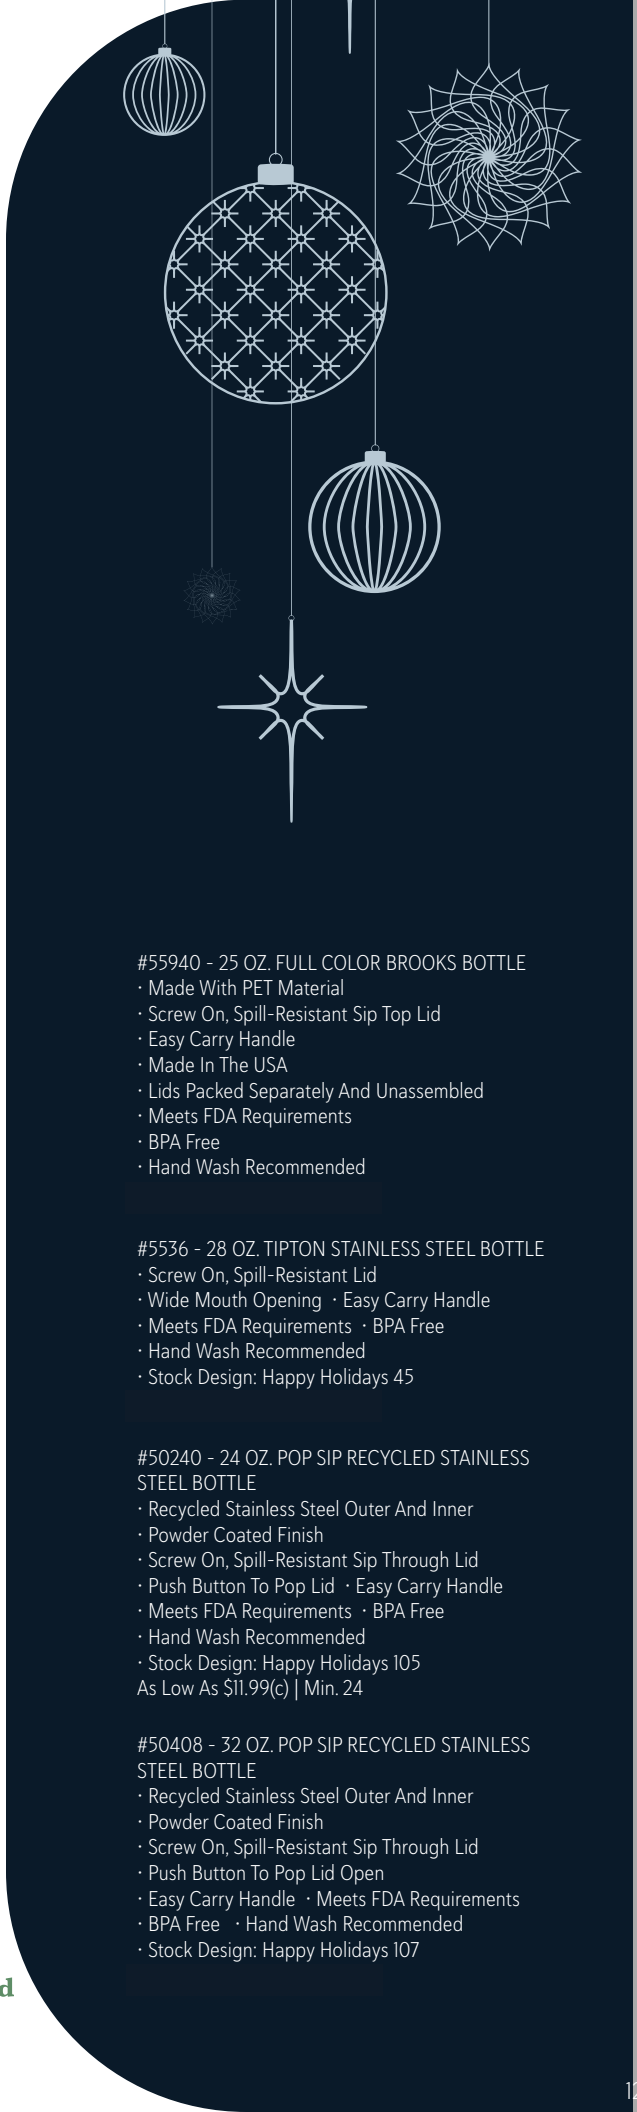 #55940 - 25 OZ. FULL COLOR BROOKS BOTTLE
· Made With PET Material
· Screw On, Spill-Resistant Sip Top Lid
· Easy Carry Handle
· Made In The USA
· Lids Packed Separately And Unassembled
· Meets FDA Requirements
· BPA Free
· Hand Wash Recommended
#5536 - 28 OZ. TIPTON STAINLESS STEEL BOTTLE
· Screw On, Spill-Resistant Lid
· Wide Mouth Opening · Easy Carry Handle
· Meets FDA Requirements · BPA Free
· Hand Wash Recommended
· Stock Design: Happy Holidays 45
#50240 - 24 OZ. POP SIP RECYCLED STAINLESS
STEEL BOTTLE
· Recycled Stainless Steel Outer And Inner
· Powder Coated Finish
· Screw On, Spill-Resistant Sip Through Lid
· Push Button To Pop Lid · Easy Carry Handle
· Meets FDA Requirements · BPA Free
· Hand Wash Recommended
· Stock Design: Happy Holidays 105
As Low As $11.99(c) | Min. 24
#50408 - 32 OZ. POP SIP RECYCLED STAINLESS
STEEL BOTTLE
· Recycled Stainless Steel Outer And Inner
· Powder Coated Finish
· Screw On, Spill-Resistant Sip Through Lid
· Push Button To Pop Lid Open
· Easy Carry Handle · Meets FDA Requirements
· BPA Free · Hand Wash Recommended
· Stock Design: Happy Holidays 107
d